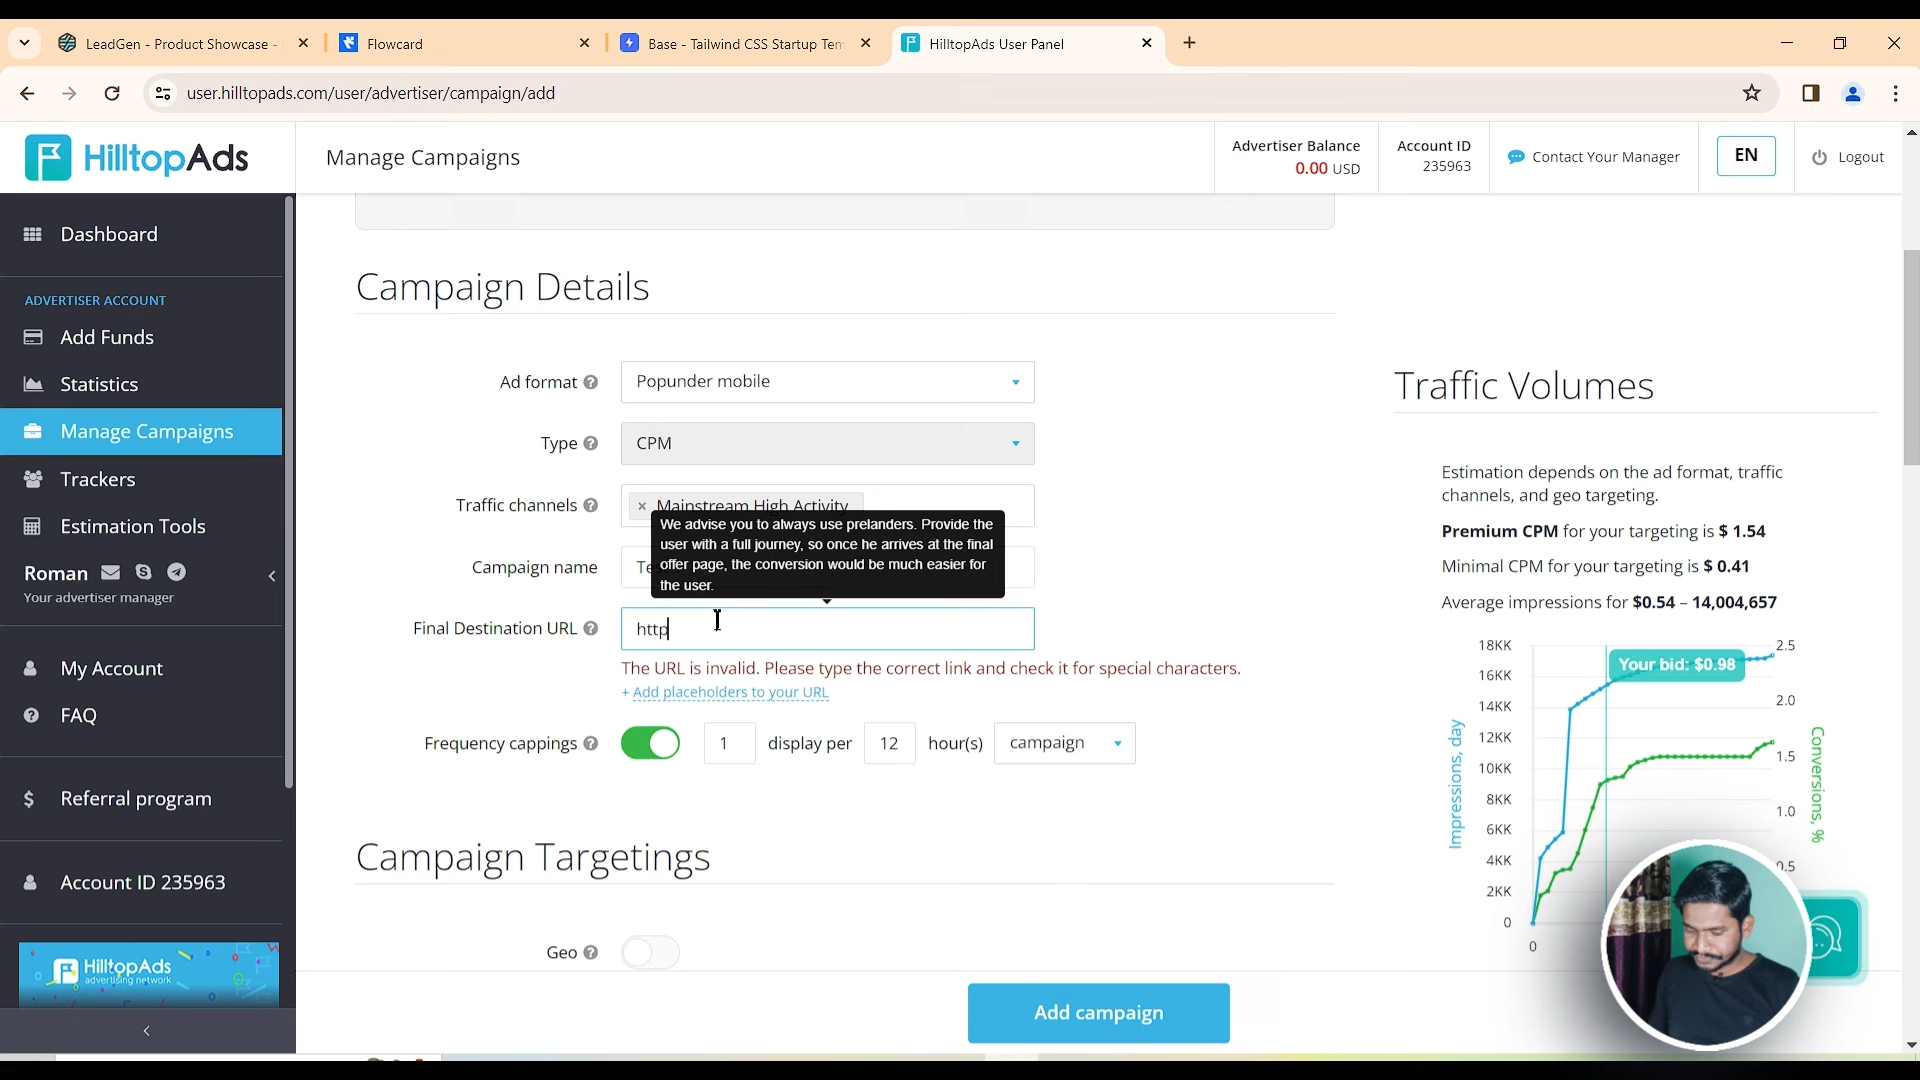 LeadGen - Product Showcase -
Flowcard
Base - Tailwind CSS Startup Tem
HilltopAds User Panel
user.hilltopads.com/user/advertiser/campaign/add
HilltopAds
Manage Campaigns
Advertiser Balance
0.00 USD
Account ID
235963
Contact Your Manager
EN
Logout
Dashboard
ADVERTISER ACCOUNT
Add Funds
Statistics
Manage Campaigns
Trackers
Estimation Tools
Roman
Your advertiser manager
My Account
FAQ
Referral program
Account ID 235963
HilltopAds
advertising network
Campaign Details
Ad format
Popunder mobile
Type
CPM
Traffic channels
× Mainstream High Activity
We advise you to always use prelanders. Provide the
user with a full journey, so once he arrives at the final
offer page, the conversion would be much easier for
the user.
Campaign name
Final Destination URL
http
The URL is invalid. Please type the correct link and check it for special characters.
+ Add placeholders to your URL
Frequency cappings
1 display per 12 hour(s) campaign
Campaign Targetings
Geo
Add campaign
Traffic Volumes
Estimation depends on the ad format, traffic
channels, and geo targeting.
Premium CPM for your targeting is $ 1.54
Minimal CPM for your targeting is $ 0.41
Average impressions for $0.54 – 14,004,657
Your bid: $0.98
Impressions, day
18KK
16KK
14KK
12KK
10KK
8KK
6KK
4KK
2KK
0
0
2.5
2.0
1.5
1.0
0.5
Conversions, %